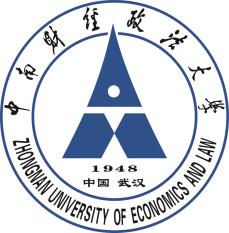 中南财经政法大学
1948
中国 武汉
ZHONGNAN UNIVERSITY OF ECONOMICS AND LAW